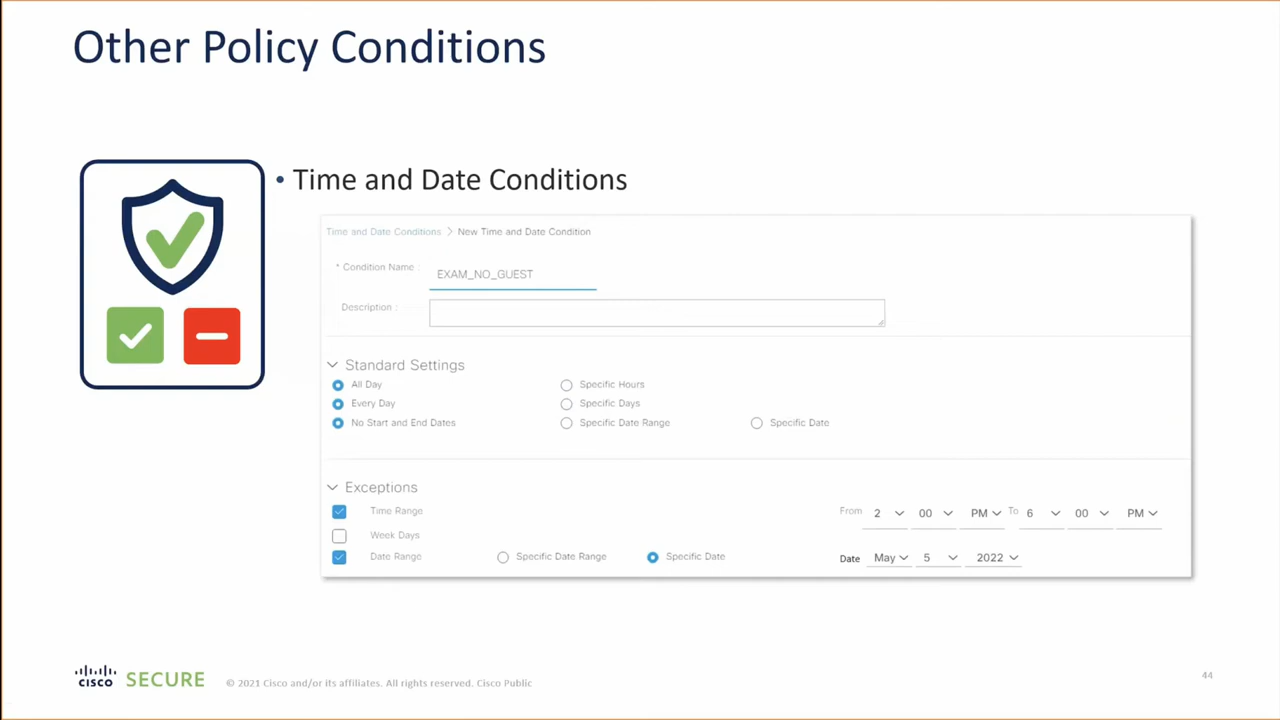 Other Policy Conditions
• Time and Date Conditions
Time and Date Conditions > New Time and Date Condition
* Condition Name : EXAM_NO_GUEST
Description :
Standard Settings
All Day Specific Hours
Every Day Specific Days
No Start and End Dates Specific Date Range Specific Date
Exceptions
Time Range From 2 00 PM To 6 00 PM
Week Days
Date Range Specific Date Range Specific Date Date May 5 2022
CISCO SECURE © 2021 Cisco and/or its affiliates. All rights reserved. Cisco Public 44